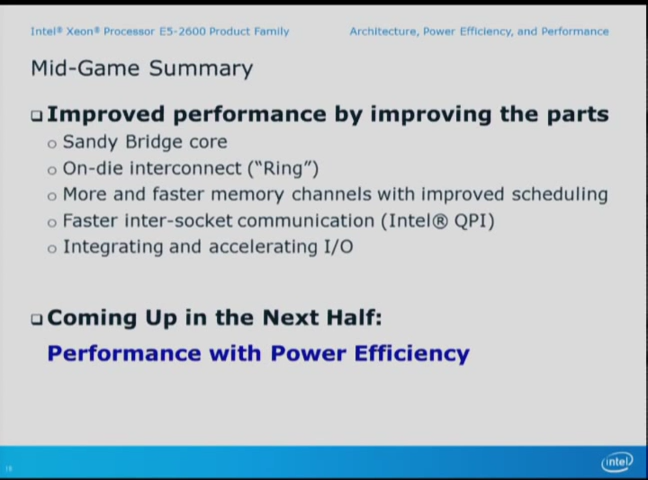 Intel® Xeon® Processor E5-2600 Product Family
Architecture, Power Efficiency, and Performance
Mid-Game Summary
Improved performance by improving the parts
Sandy Bridge core
On-die interconnect ("Ring")
More and faster memory channels with improved scheduling
Faster inter-socket communication (Intel® QPI)
Integrating and accelerating I/O
Coming Up in the Next Half:
Performance with Power Efficiency
intel